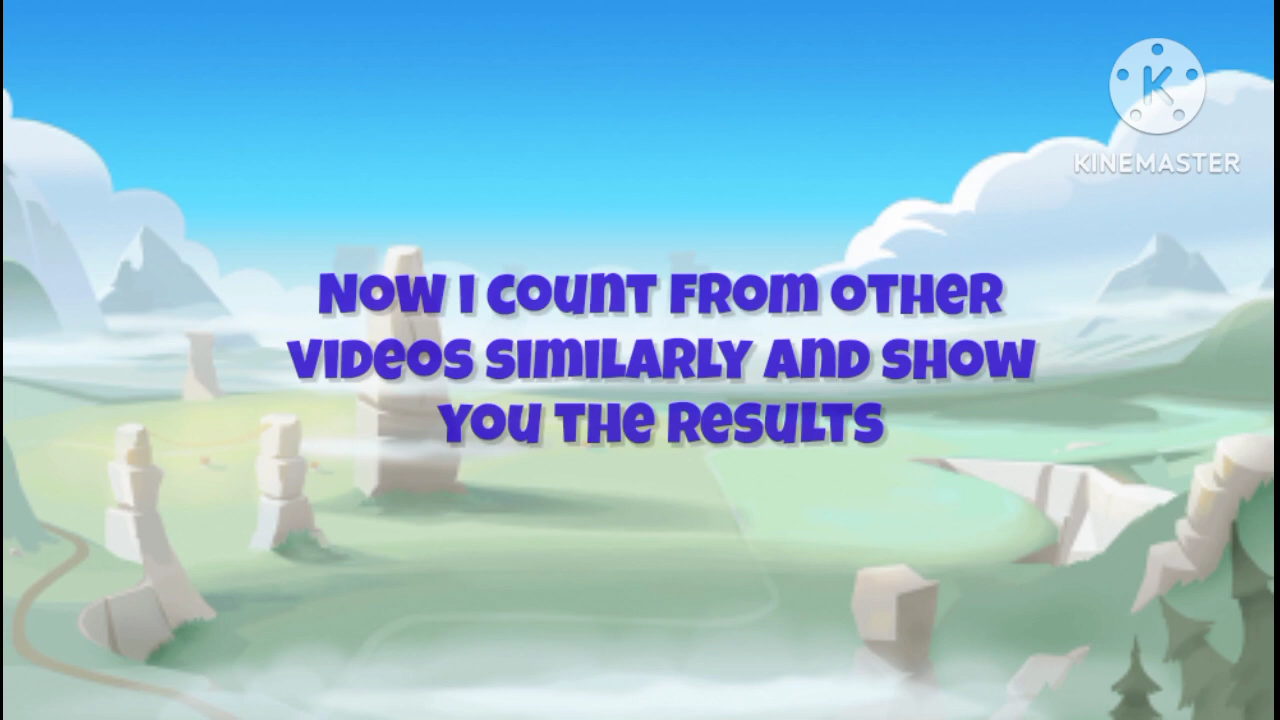 K
KINEMASTER
Now I count from other
videos similarly and show
you the results